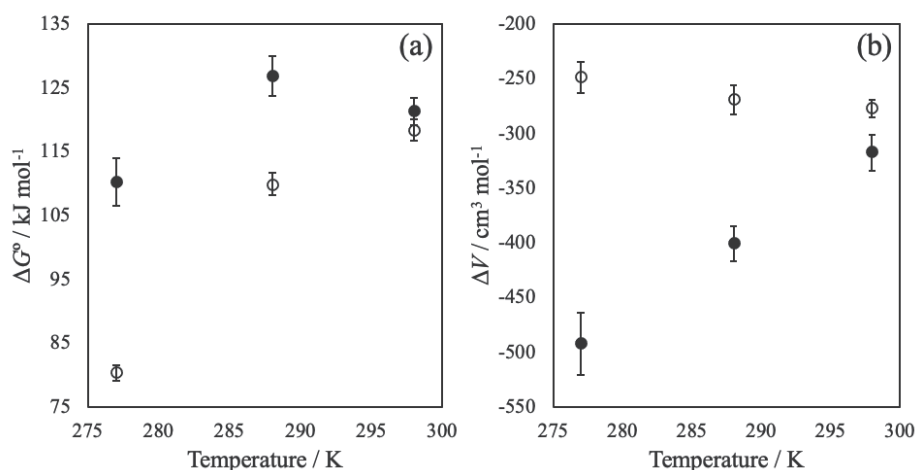 (a)
ΔG° / kJ mol⁻¹
135
125
115
105
95
85
75
275 280 285 290 295 300
Temperature / K
(b)
ΔV / cm³ mol⁻¹
-200
-250
-300
-350
-400
-450
-500
-550
275 280 285 290 295 300
Temperature / K